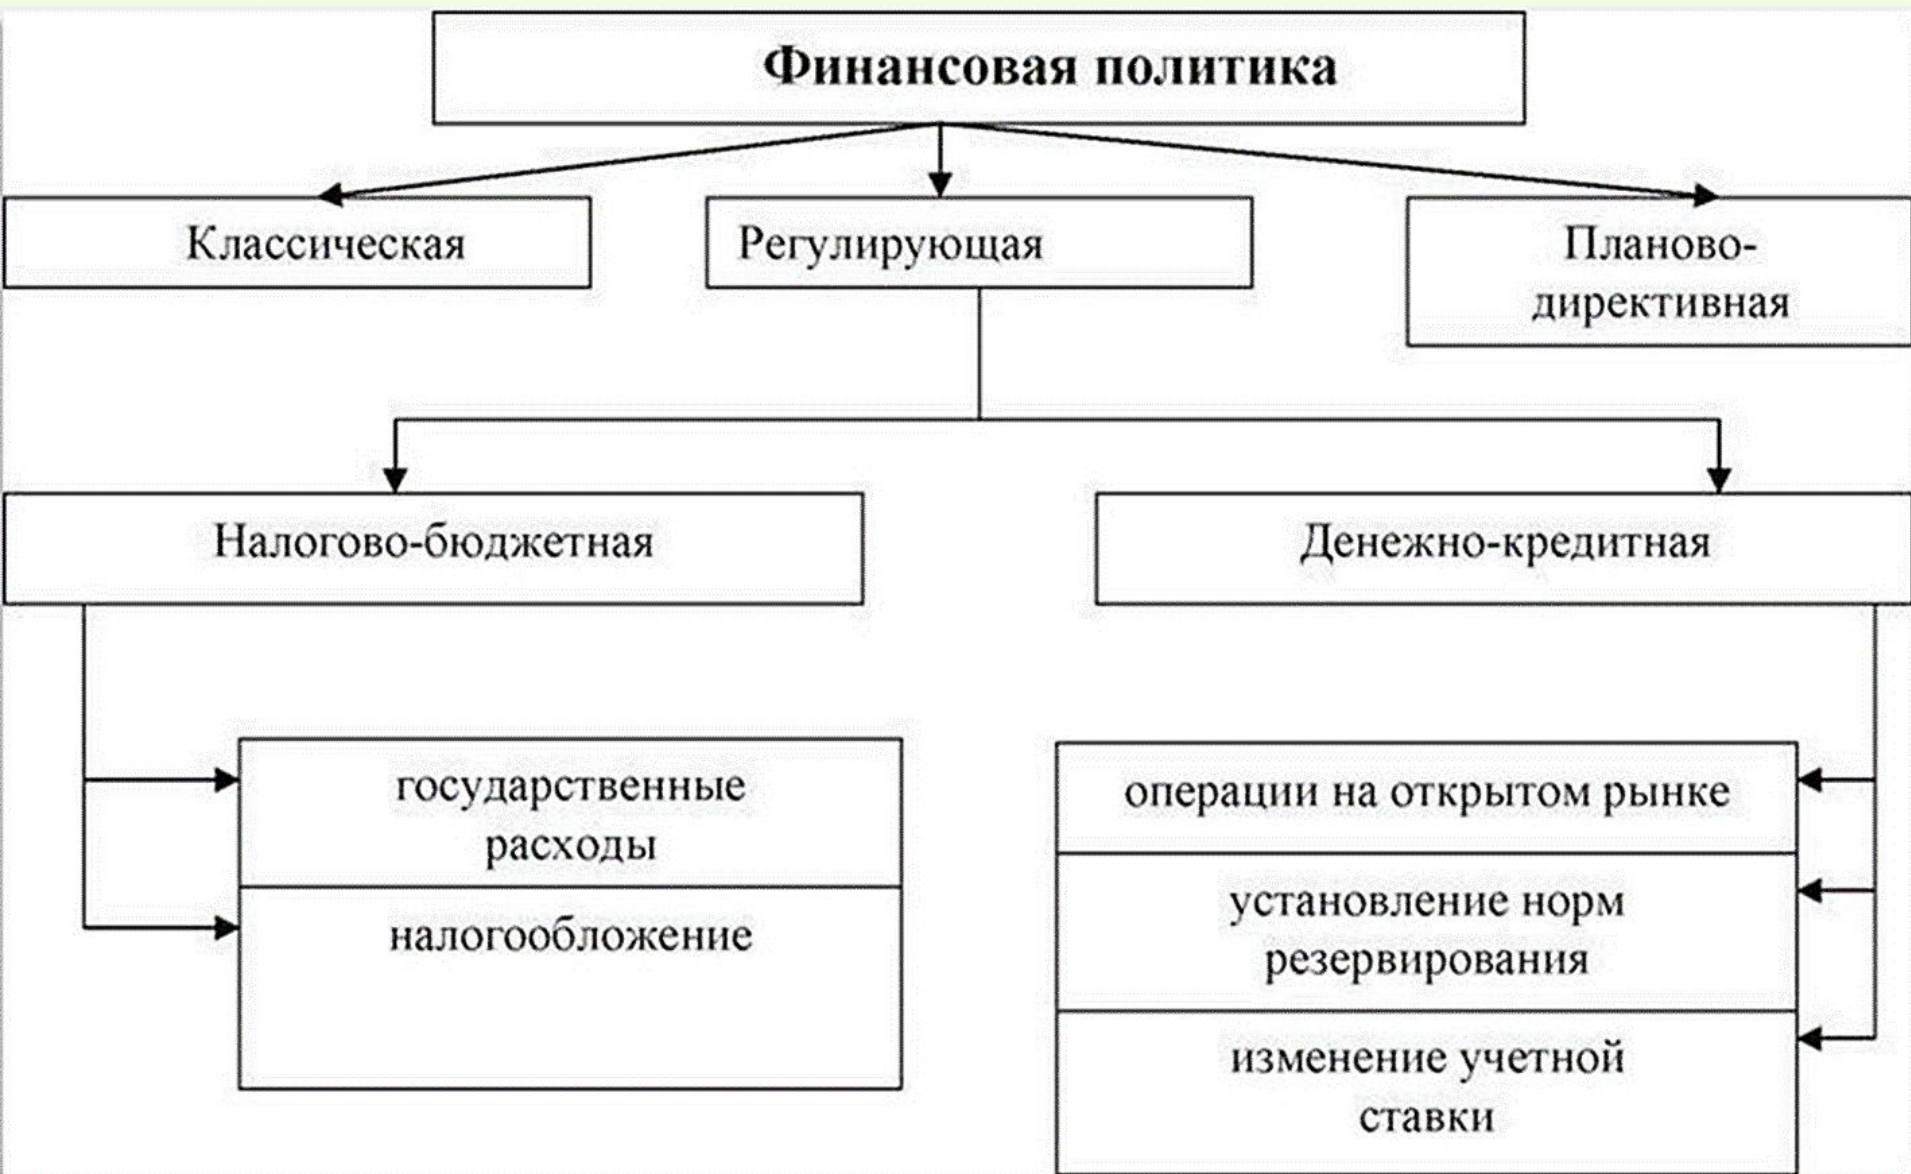 Финансовая политика
Классическая
Регулирующая
Планово-
директивная
Налогово-бюджетная
Денежно-кредитная
государственные
расходы
налогообложение
операции на открытом рынке
установление норм
резервирования
изменение учетной
ставки